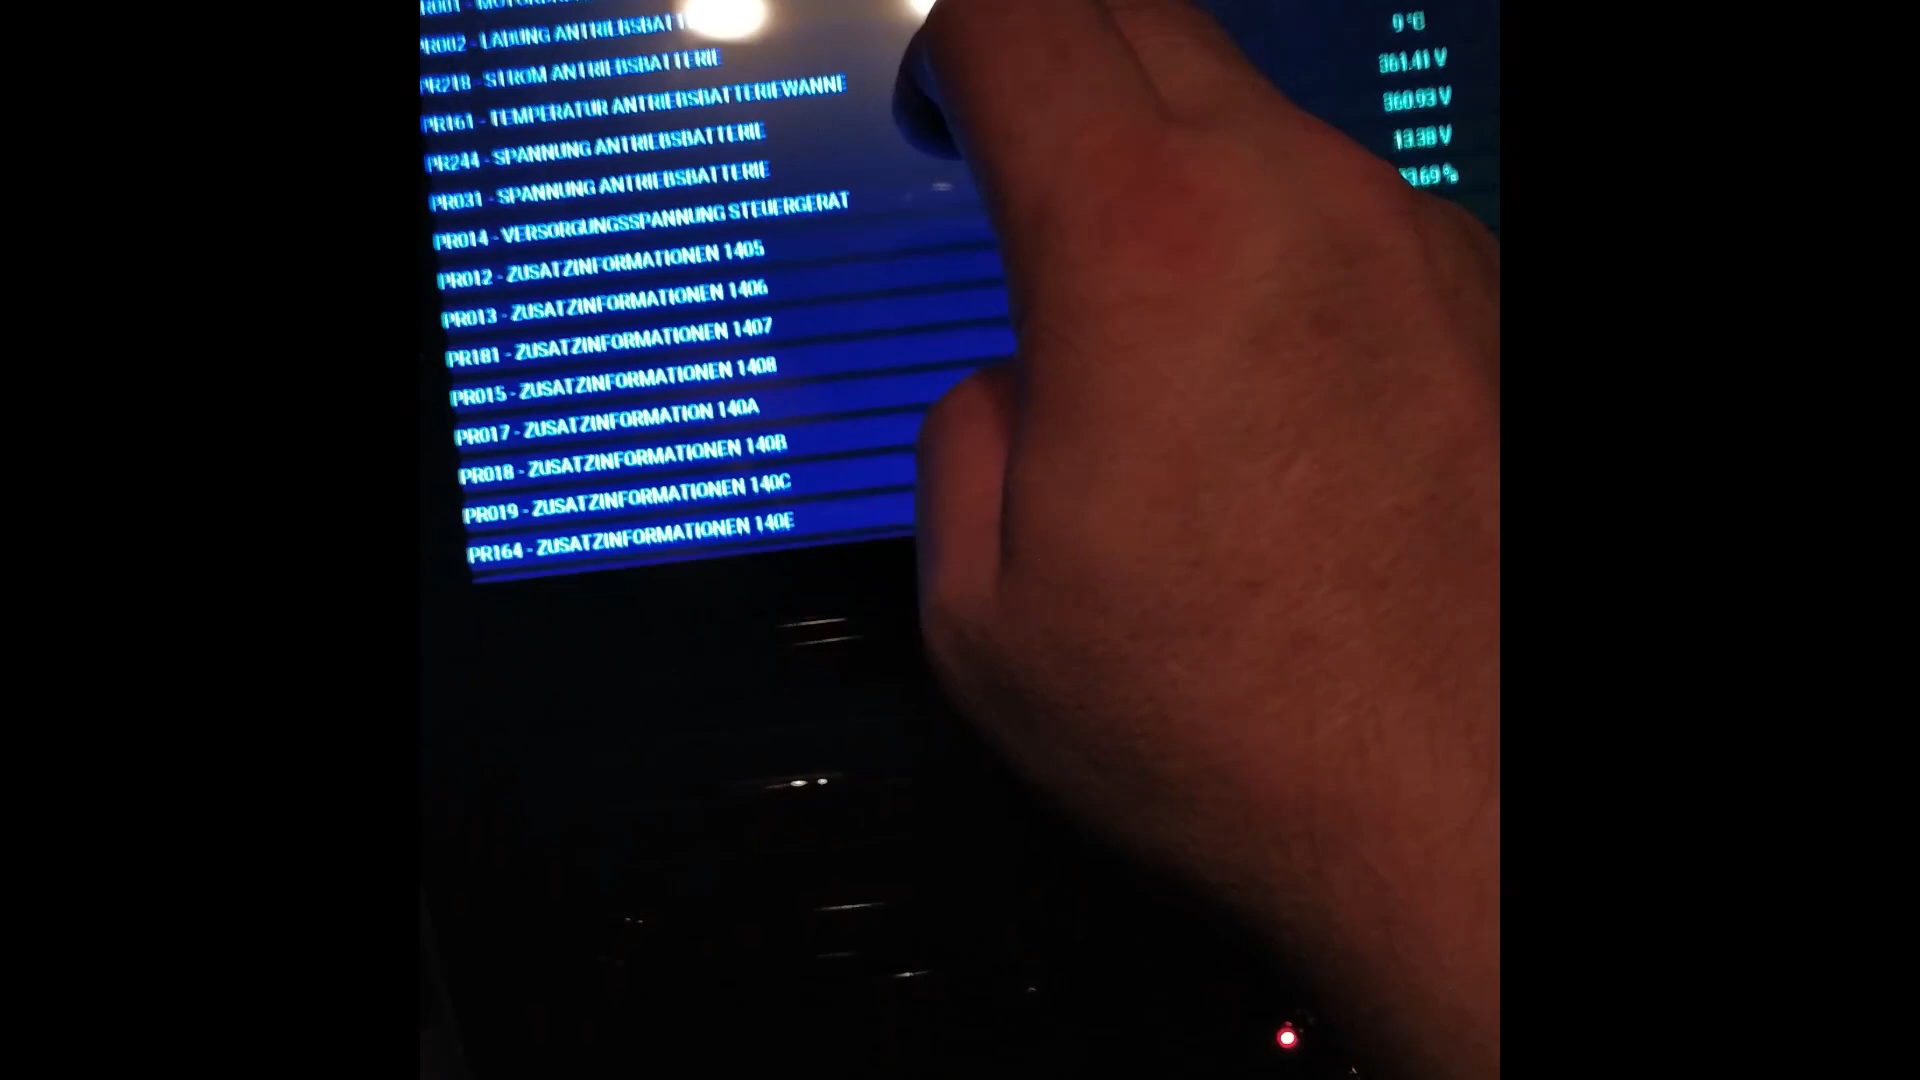 PR002 - LADUNG ANTRIEBSBATT
PR218 - STROM ANTRIEBSBATTERIE
PR161 - TEMPERATUR ANTRIEBSBATTERIEWANNE
PR244 - SPANNUNG ANTRIEBSBATTERIE
PR031 - SPANNUNG ANTRIEBSBATTERIE
PR014 - VERSORGUNGSSPANNUNG STEUERGERÄT
PR012 - ZUSATZINFORMATIONEN 1405
PR013 - ZUSATZINFORMATIONEN 1406
PR181 - ZUSATZINFORMATIONEN 1407
PR015 - ZUSATZINFORMATIONEN 1408
PR017 - ZUSATZINFORMATION 140A
PR018 - ZUSATZINFORMATIONEN 140B
PR019 - ZUSATZINFORMATIONEN 140C
PR164 - ZUSATZINFORMATIONEN 140E
361.41 V
360.93 V
13.38 V